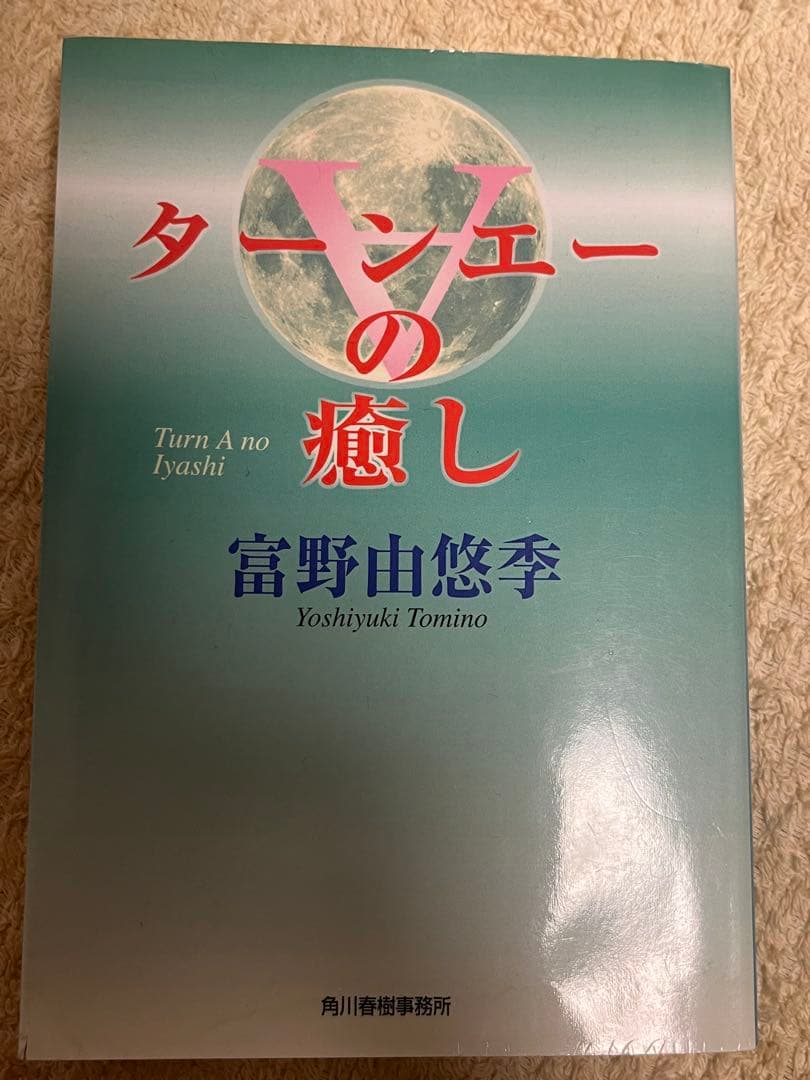 ∀
ターンエー
の
癒し
Turn A no
Iyashi
富野由悠季
Yoshiyuki Tomino
角川春樹事務所